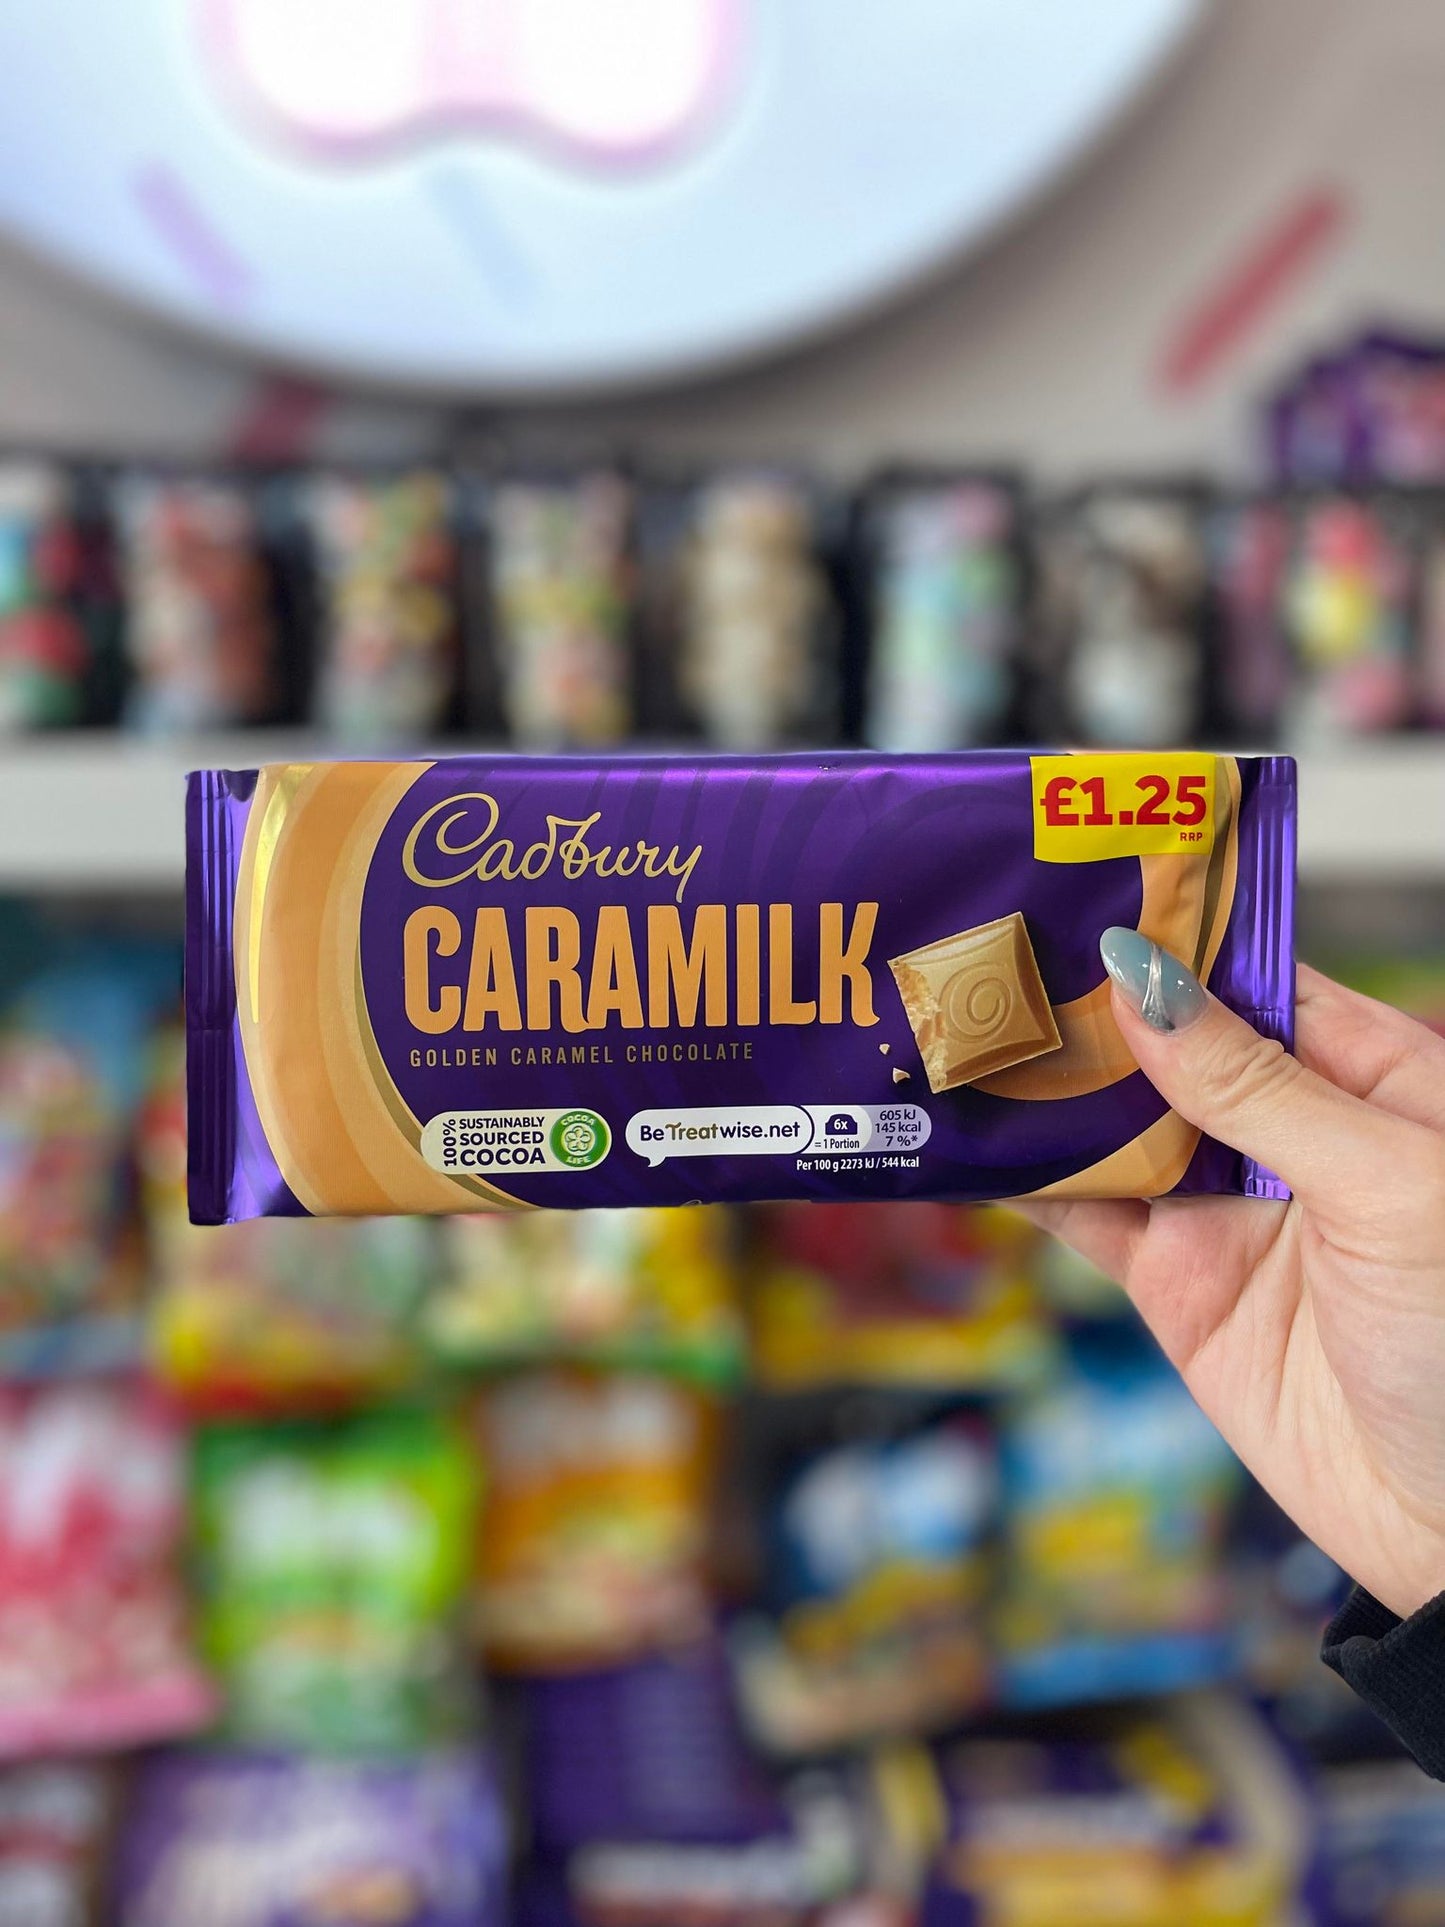 £1.25
RRP
Cadbury
CARAMILK
GOLDEN CARAMEL CHOCOLATE
100%
SUSTAINABLY
SOURCED
COCOA
COCOA
LIFE
BeTreatwise.net
6x
= 1 Portion
605 kJ
145 kcal
7 %*
Per 100 g 2273 kJ / 544 kcal